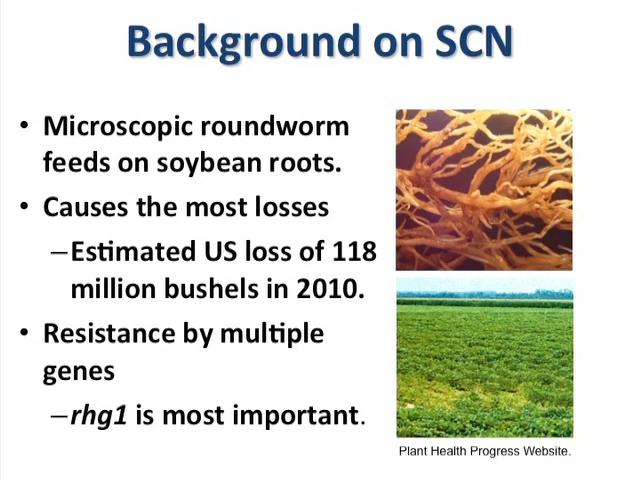 Background on SCN
• Microscopic roundworm
feeds on soybean roots.
• Causes the most losses
–Estimated US loss of 118
million bushels in 2010.
• Resistance by multiple
genes
–rhg1 is most important.
Plant Health Progress Website.